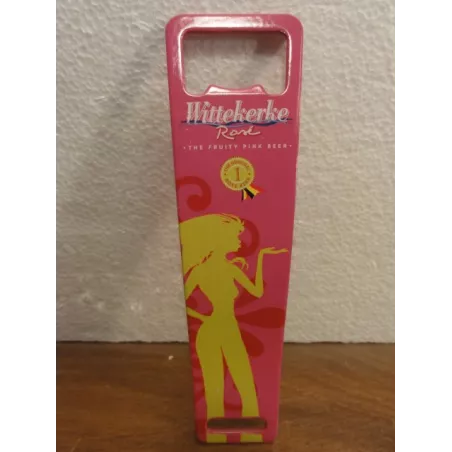 Wittekerke
Rosé
• THE FRUITY PINK BEER •
1